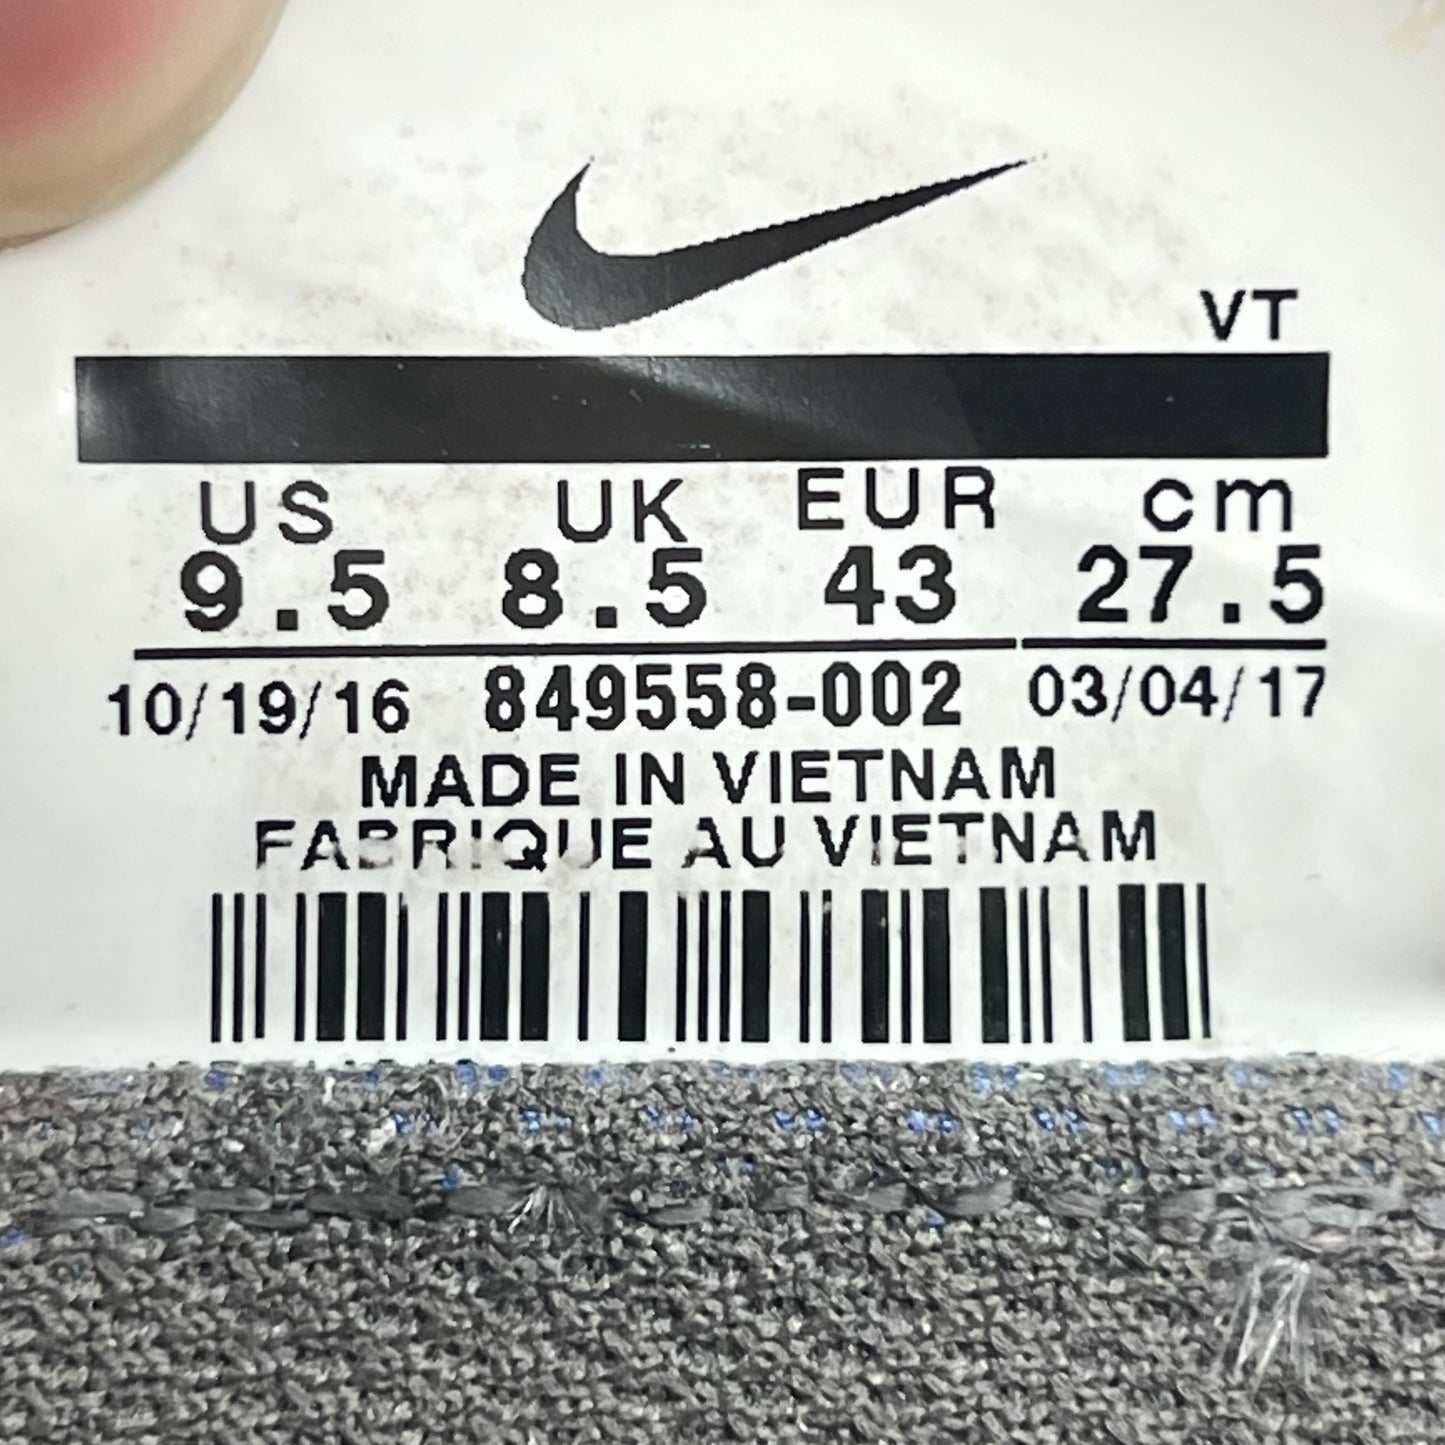 VT
US UK EUR cm
9.5 8.5 43 27.5
10/19/16 849558-002 03/04/17
MADE IN VIETNAM
FABRIQUE AU VIETNAM